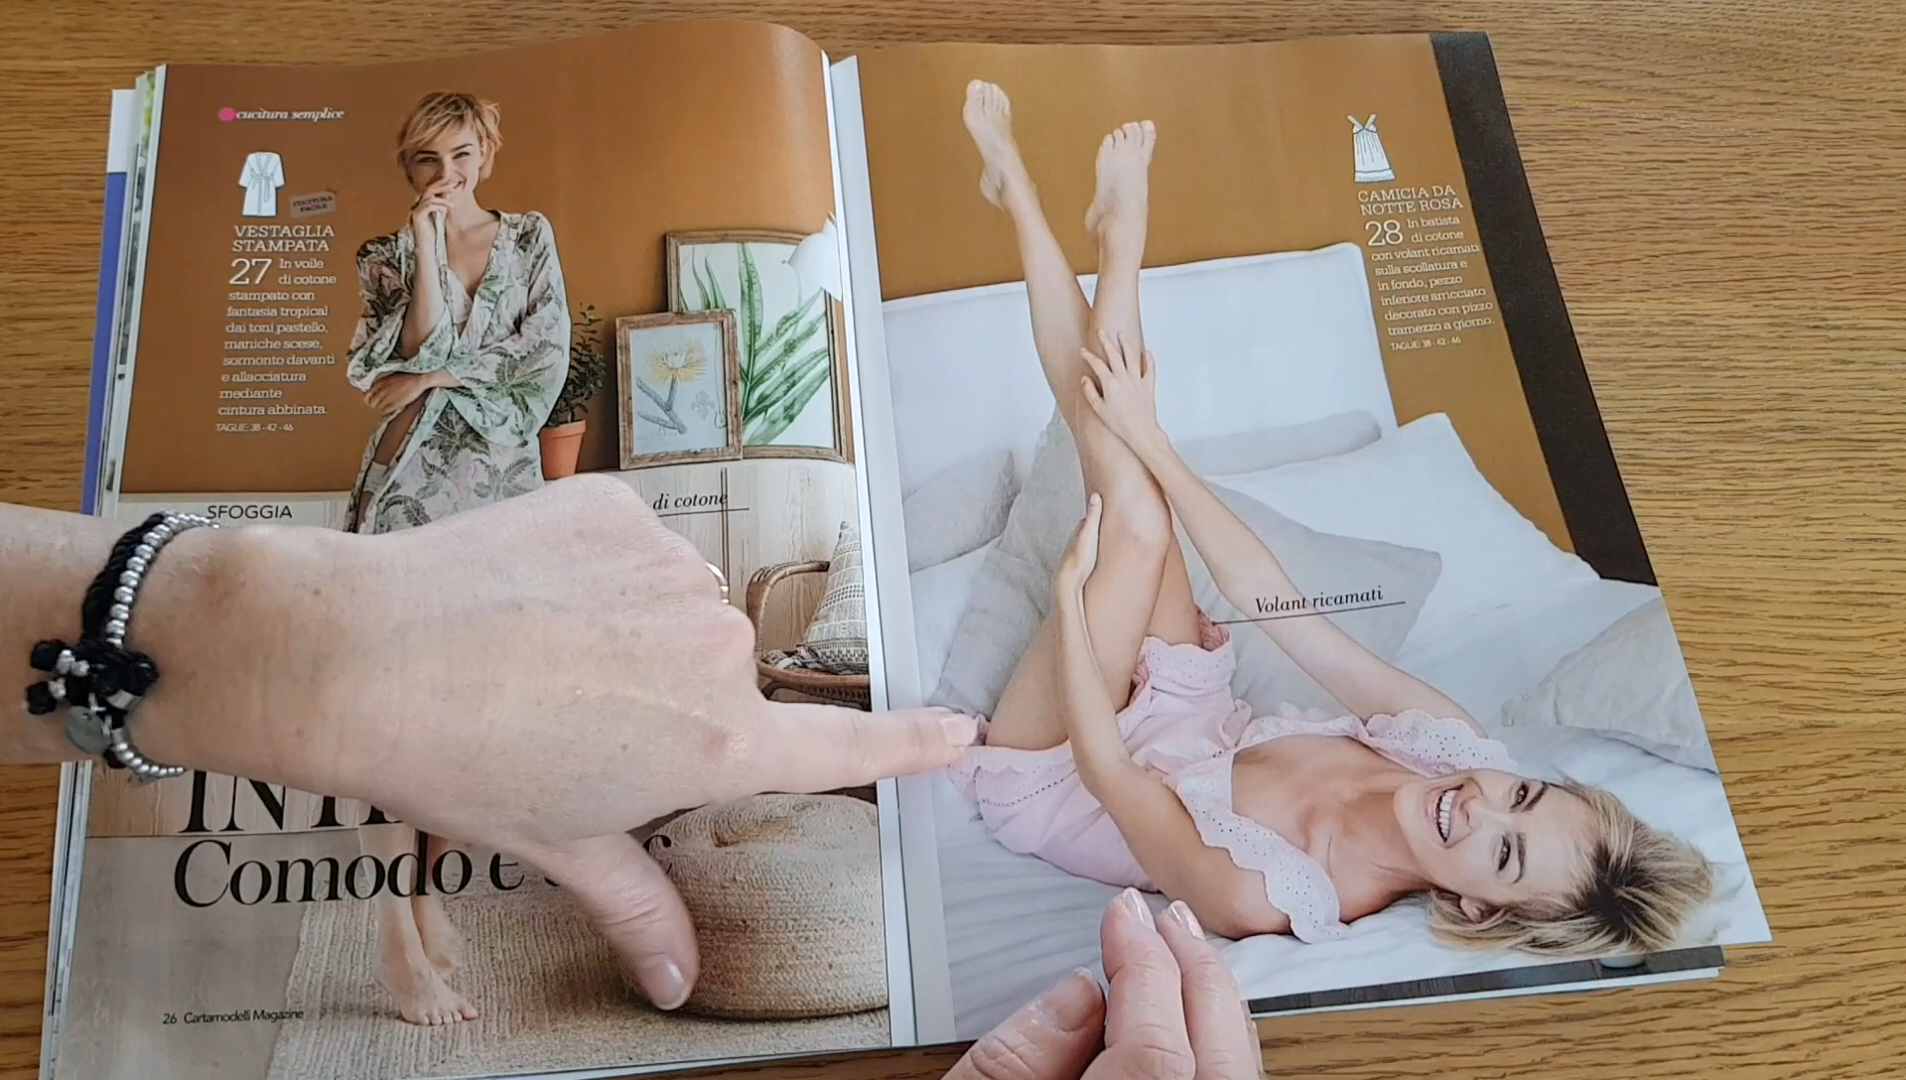 cucitura semplice
CUCITURA
FACILE
VESTAGLIA
STAMPATA
27 In voile
di cotone
stampato con
fantasia tropical
dai toni pastello,
maniche scese,
sormonto davanti
e allacciatura
mediante
cintura abbinata.
TAGLIE: 38 - 42 - 46
SFOGGIA
di cotone
Comodo e
26 Cartamodelli Magazine
CAMICIA DA
NOTTE ROSA
28 In batista
di cotone
con volant ricamati
sulla scollatura e
in fondo, pezzo
inferiore arricciato
decorato con pizzo
tramezzo a giorno.
TAGLIE: 38 - 42 - 46
Volant ricamati